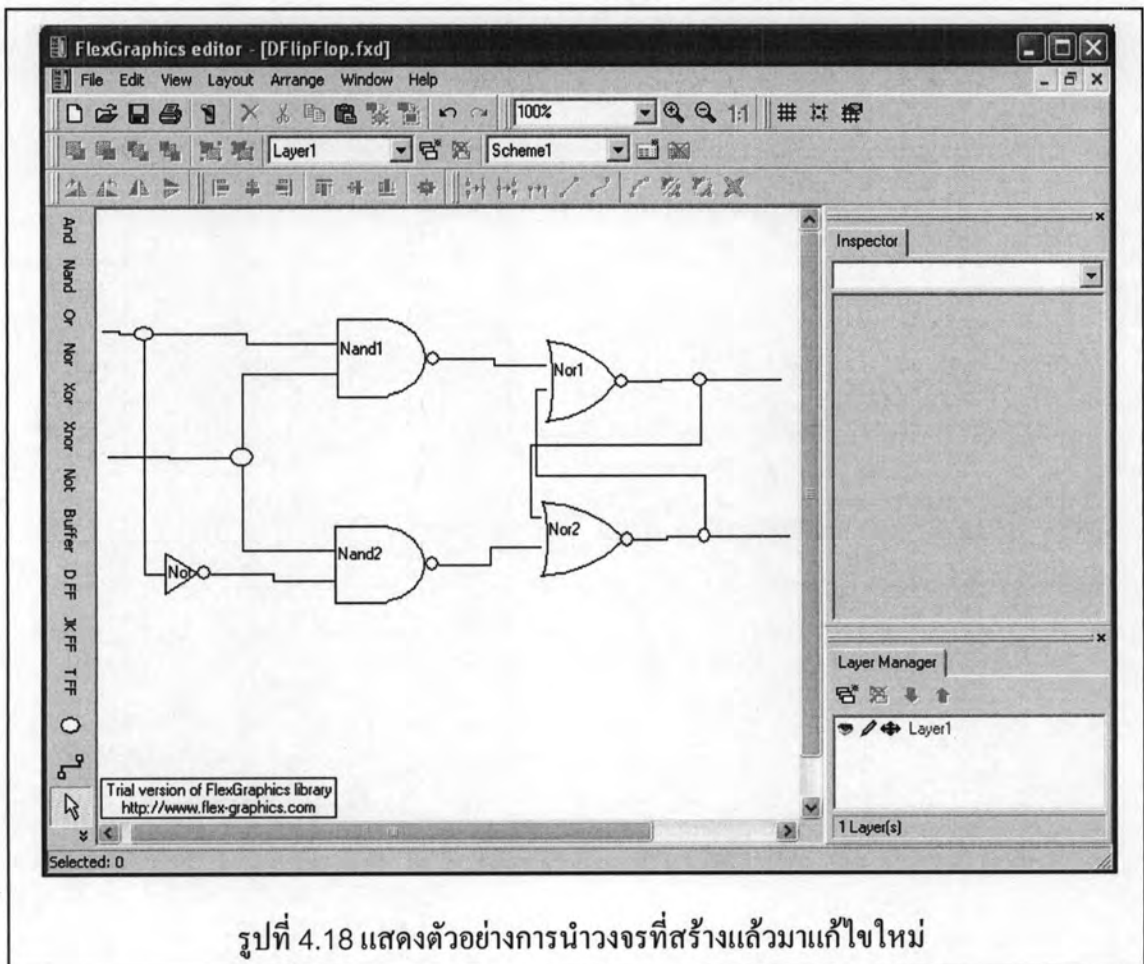 FlexGraphics editor - [DFlipFlop.fxd]
File Edit View Layout Arrange Window Help
100%
1:1
Layer1
Scheme1
And
Nand
Or
Nor
Xor
Xnor
Not
Buffer
D FF
JK FF
T FF
Nand1
Nor1
Nand2
Nor2
Not
Inspector
Layer Manager
Layer1
1 Layer(s)
Trial version of FlexGraphics library
http://www.flex-graphics.com
Selected: 0
รูปที่ 4.18 แสดงตัวอย่างการนำวงจรที่สร้างแล้วมาแก้ไขใหม่